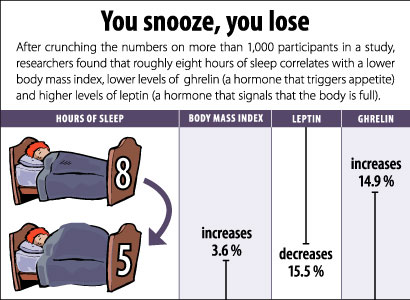 You snooze, you lose
After crunching the numbers on more than 1,000 participants in a study,
researchers found that roughly eight hours of sleep correlates with a lower
body mass index, lower levels of ghrelin (a hormone that triggers appetite)
and higher levels of leptin (a hormone that signals that the body is full).
HOURS OF SLEEP
BODY MASS INDEX
LEPTIN
GHRELIN
8
5
increases
3.6 %
decreases
15.5 %
increases
14.9 %